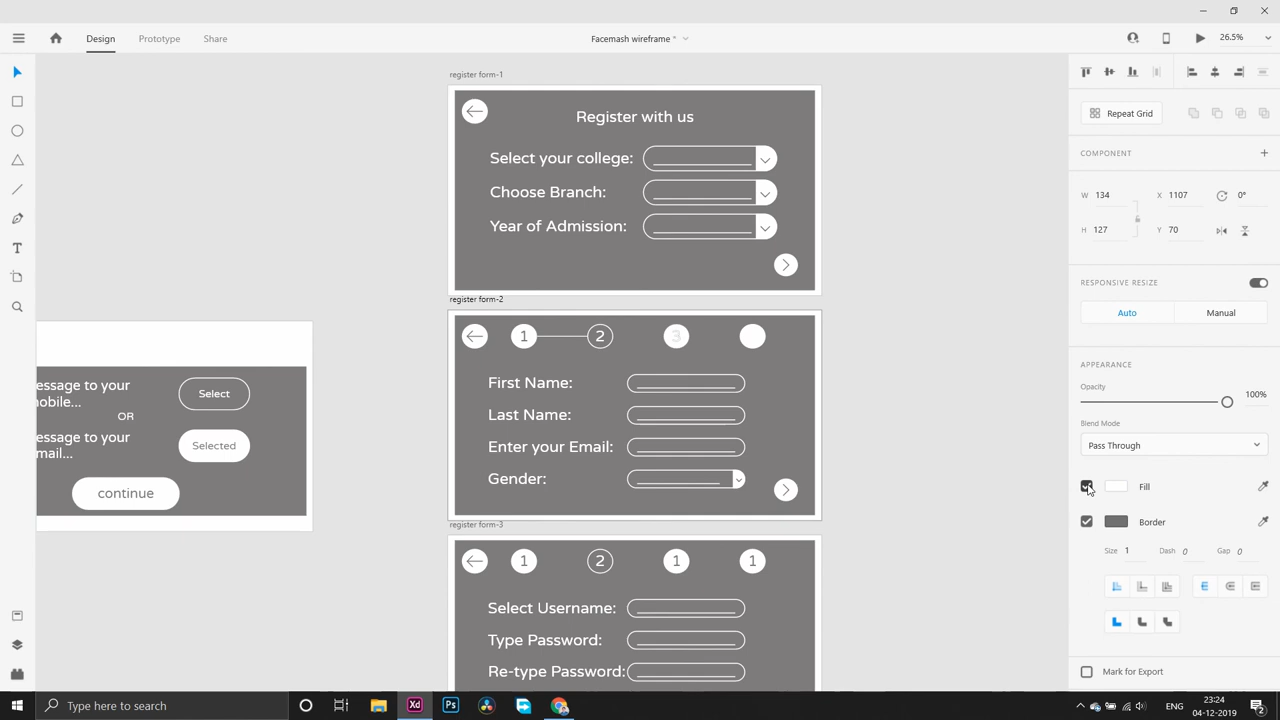 Design
Prototype
Share
Facemash wireframe *
26.5%
register form-1
Register with us
Select your college:
Choose Branch:
Year of Admission:
register form-2
1
2
3
First Name:
Last Name:
Enter your Email:
Gender:
register form-3
1
2
1
1
Select Username:
Type Password:
Re-type Password:
essage to your
nobile...
OR
essage to your
mail...
Select
Selected
continue
Repeat Grid
COMPONENT
W 134
X 1107
0°
H 127
Y 70
RESPONSIVE RESIZE
Auto
Manual
APPEARANCE
Opacity
100%
Blend Mode
Pass Through
Fill
Border
Size 1
Dash 0
Gap 0
Mark for Export
Type here to search
Xd
Ps
ENG
23:24
04-12-2019
2